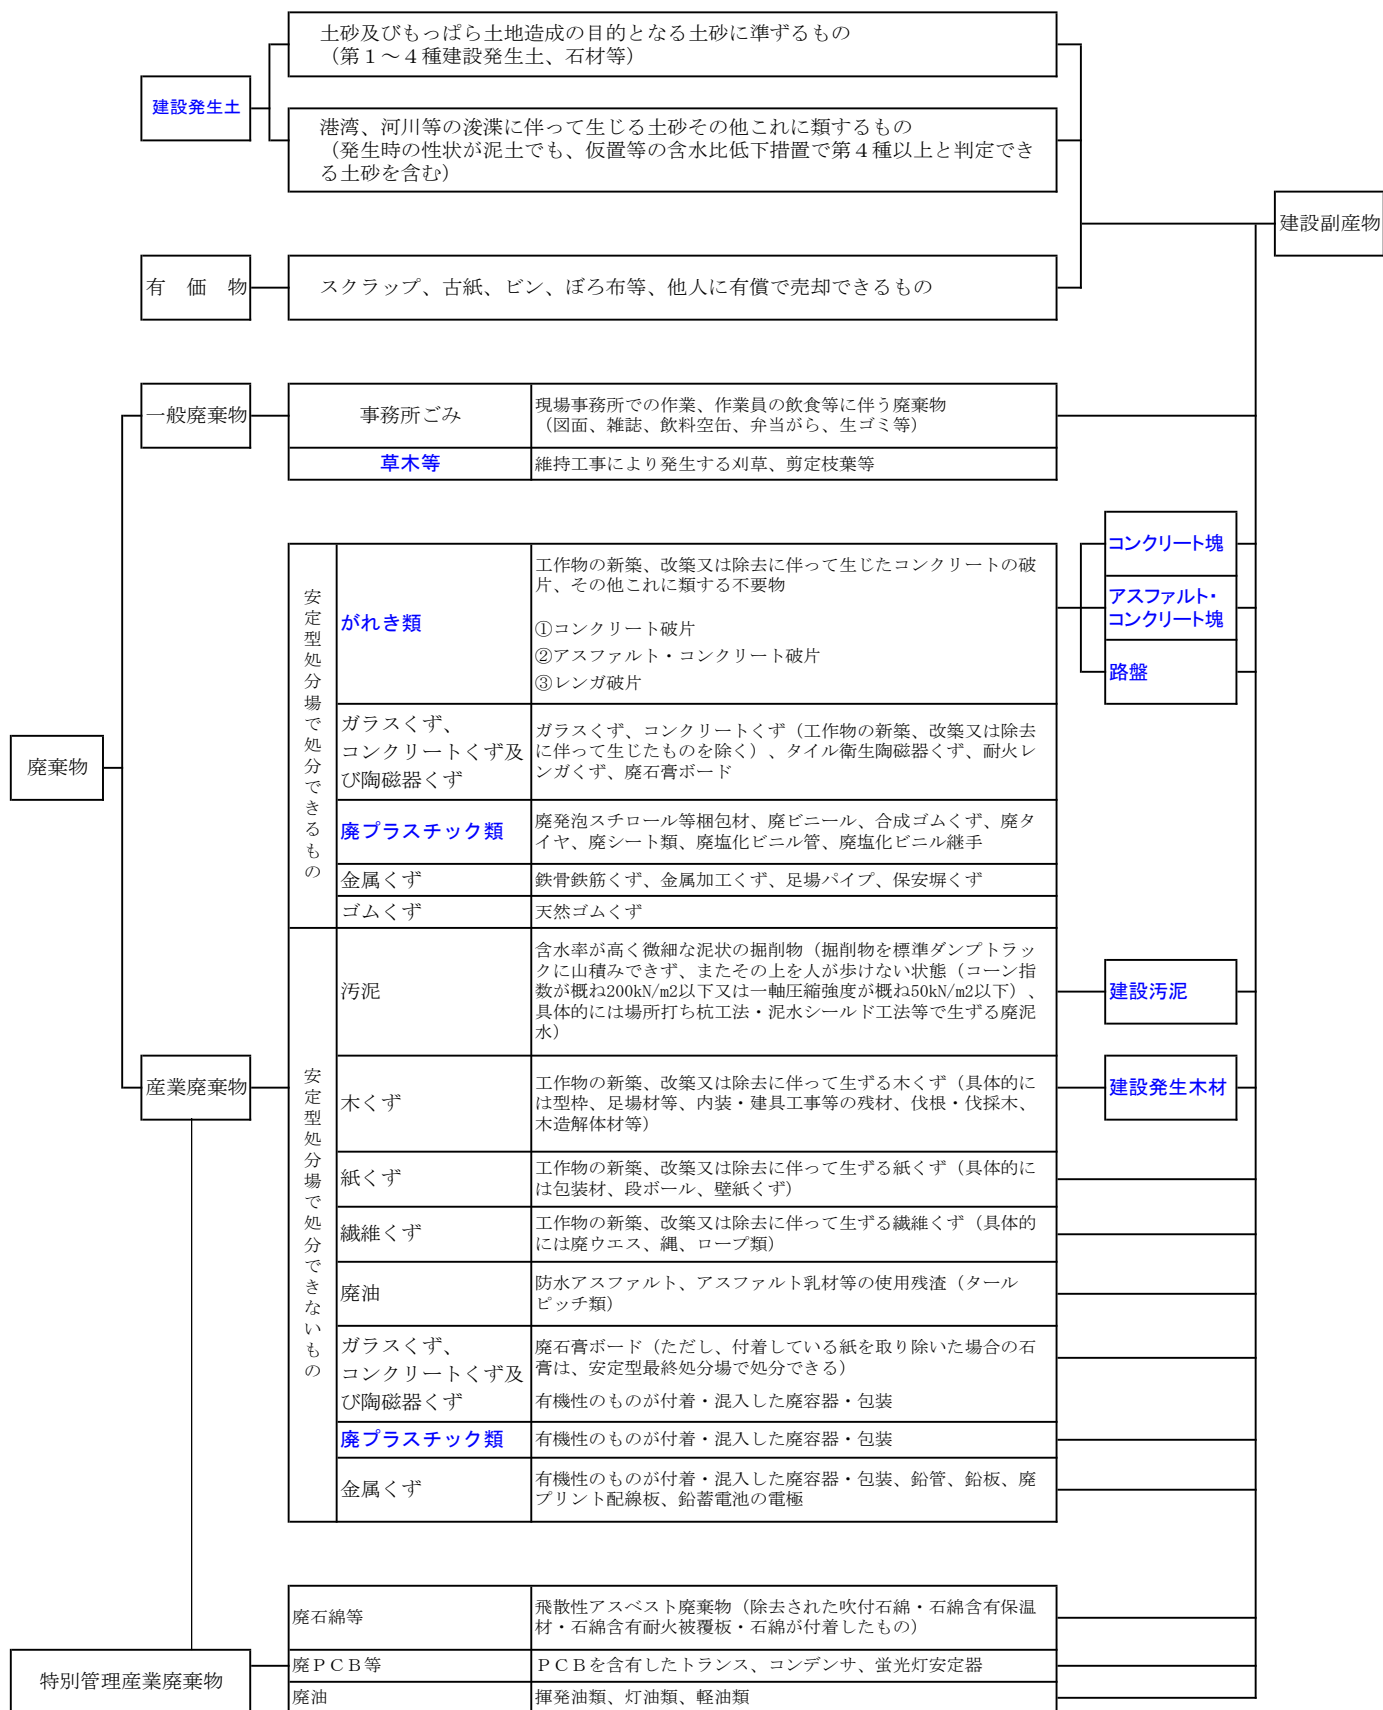 土砂及びもっぱら土地造成の目的となる土砂に準ずるもの
（第１～４種建設発生土、石材等）
建設発生土
港湾、河川等の浚渫に伴って生じる土砂その他これに類するもの
（発生時の性状が泥土でも、仮置等の含水比低下措置で第４種以上と判定でき
る土砂を含む）
建設副産物
有　価　物
スクラップ、古紙、ビン、ぼろ布等、他人に有償で売却できるもの
一般廃棄物
事務所ごみ
現場事務所での作業、作業員の飲食等に伴う廃棄物
（図面、雑誌、飲料空缶、弁当がら、生ゴミ等）
草木等
維持工事により発生する刈草、剪定枝葉等
廃棄物
産業廃棄物
安定型処分場で処分できるもの
がれき類
工作物の新築、改築又は除去に伴って生じたコンクリートの破
片、その他これに類する不要物
①コンクリート破片
②アスファルト・コンクリート破片
③レンガ破片
コンクリート塊
アスファルト・
コンクリート塊
路盤
ガラスくず、
コンクリートくず及
び陶磁器くず
ガラスくず、コンクリートくず（工作物の新築、改築又は除去
に伴って生じたものを除く）、タイル衛生陶磁器くず、耐火レ
ンガくず、廃石膏ボード
廃プラスチック類
廃発泡スチロール等梱包材、廃ビニール、合成ゴムくず、廃タ
イヤ、廃シート類、廃塩化ビニル管、廃塩化ビニル継手
金属くず
鉄骨鉄筋くず、金属加工くず、足場パイプ、保安塀くず
ゴムくず
天然ゴムくず
安定型処分場で処分できないもの
汚泥
含水率が高く微細な泥状の掘削物（掘削物を標準ダンプトラッ
クに山積みできず、またその上を人が歩けない状態（コーン指
数が概ね200kN/m2以下又は一軸圧縮強度が概ね50kN/m2以下）、
具体的には場所打ち杭工法・泥水シールド工法等で生ずる廃泥
水）
建設汚泥
木くず
工作物の新築、改築又は除去に伴って生ずる木くず（具体的に
は型枠、足場材等、内装・建具工事等の残材、伐根・伐採木、
木造解体材等）
建設発生木材
紙くず
工作物の新築、改築又は除去に伴って生ずる紙くず（具体的に
は包装材、段ボール、壁紙くず）
繊維くず
工作物の新築、改築又は除去に伴って生ずる繊維くず（具体的
には廃ウエス、縄、ロープ類）
廃油
防水アスファルト、アスファルト乳材等の使用残渣（タール
ピッチ類）
ガラスくず、
コンクリートくず及
び陶磁器くず
廃石膏ボード（ただし、付着している紙を取り除いた場合の石
膏は、安定型最終処分場で処分できる）
有機性のものが付着・混入した廃容器・包装
廃プラスチック類
有機性のものが付着・混入した廃容器・包装
金属くず
有機性のものが付着・混入した廃容器・包装、鉛管、鉛板、廃
プリント配線板、鉛蓄電池の電極
特別管理産業廃棄物
廃石綿等
飛散性アスベスト廃棄物（除去された吹付石綿・石綿含有保温
材・石綿含有耐火被覆板・石綿が付着したもの）
廃ＰＣＢ等
ＰＣＢを含有したトランス、コンデンサ、蛍光灯安定器
廃油
揮発油類、灯油類、軽油類